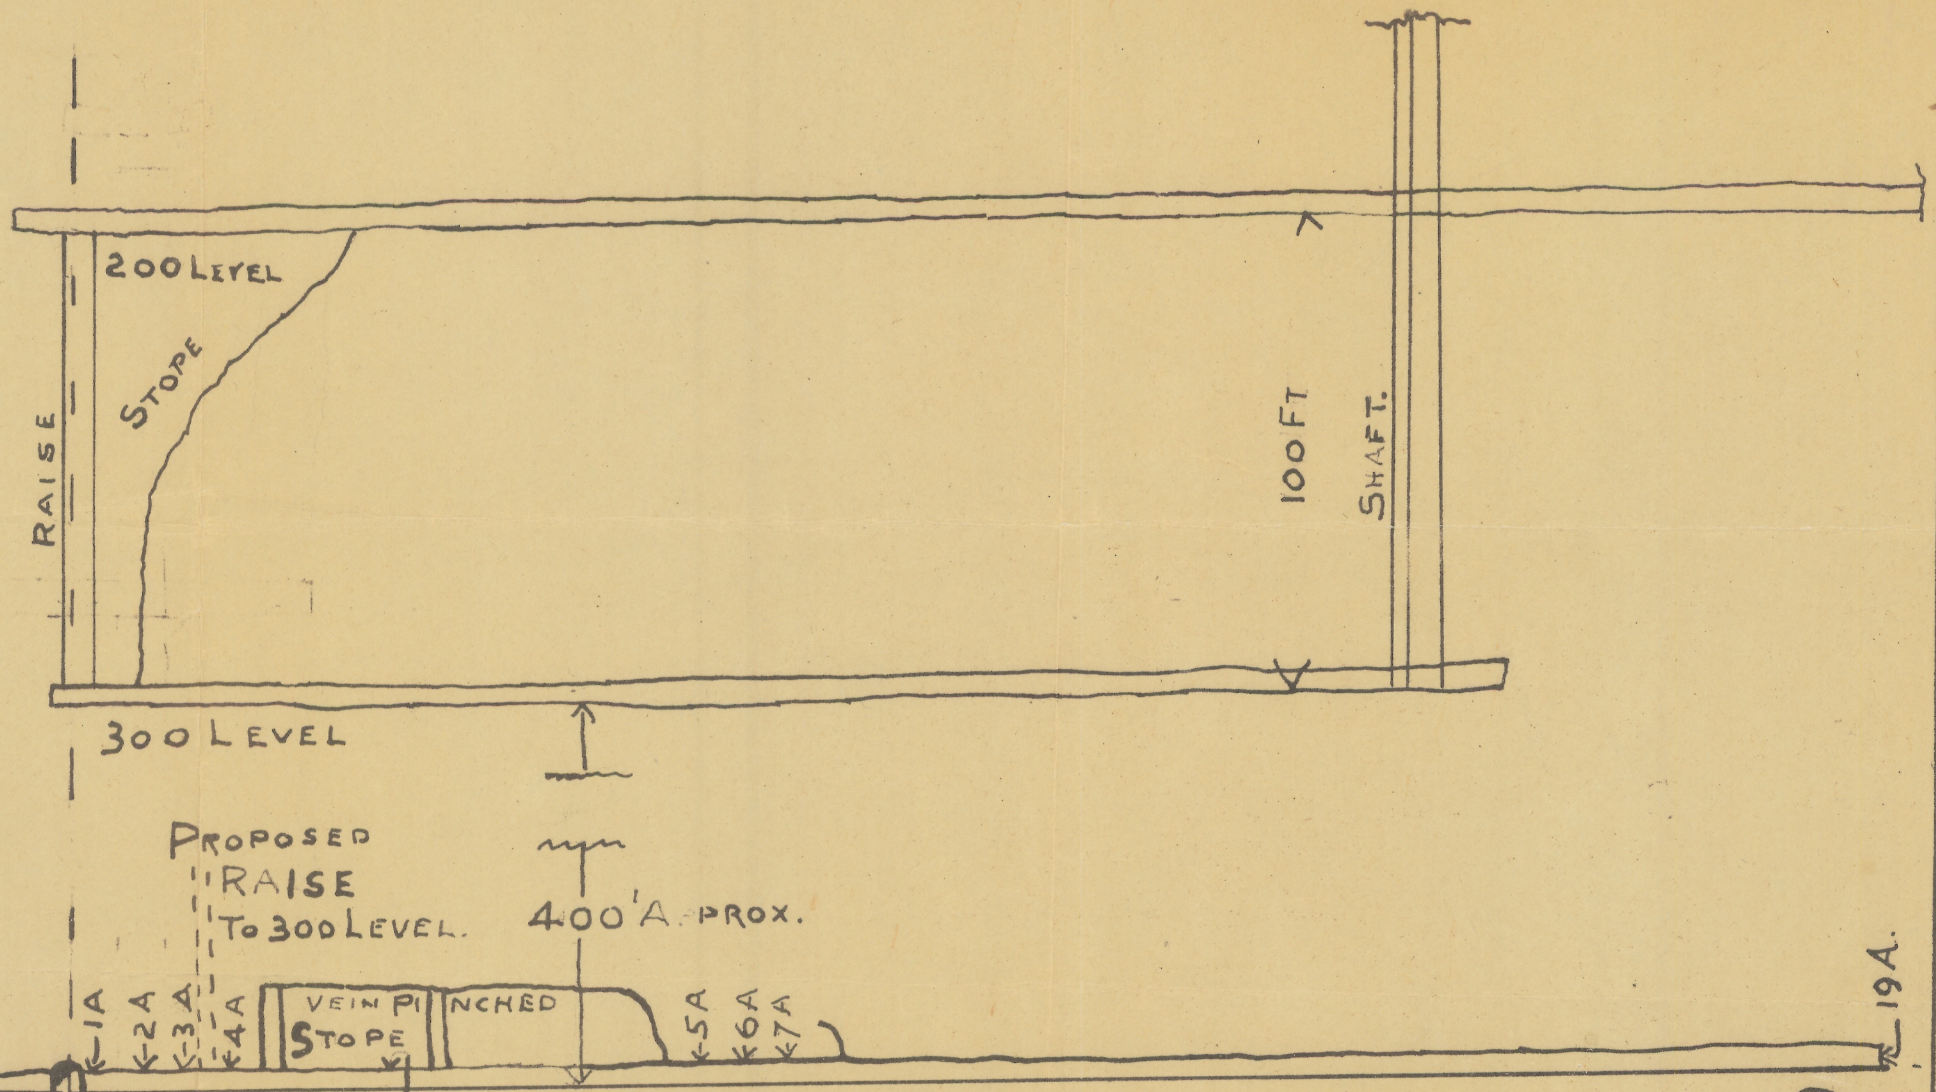 200 LEVEL
STOPE
RAISE
100 FT
SHAFT.
300 LEVEL
PROPOSED
RAISE
TO 300 LEVEL.
400' A PROX.
1A
2A
3A
4A
VEIN PINCHED
STOPE
5A
6A
7A
19A.